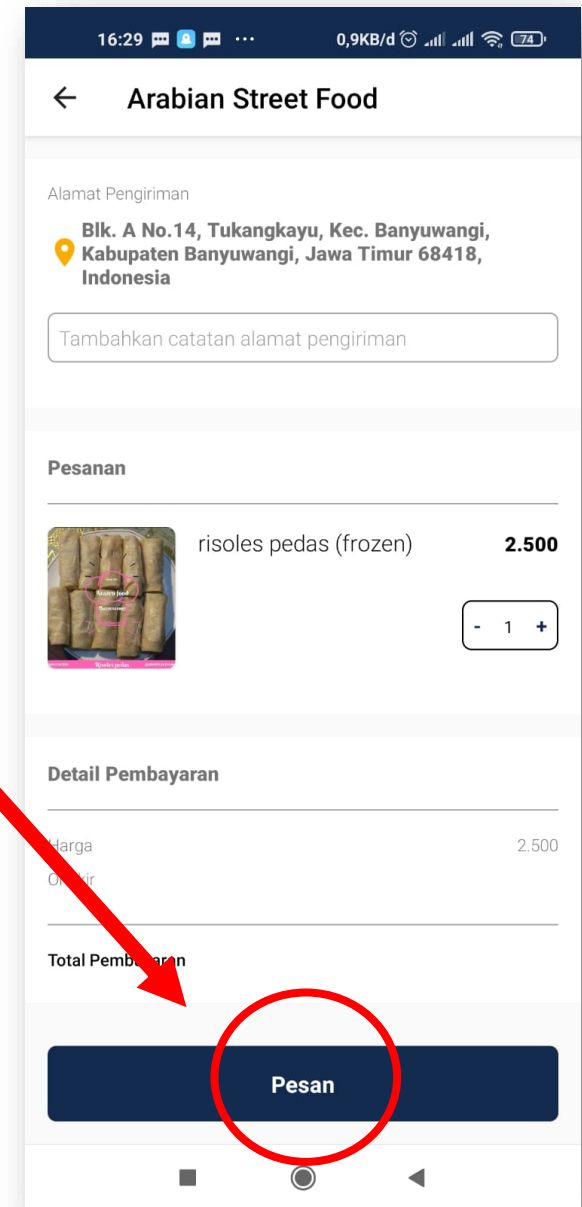 16:29 ... 0,9KB/d 74
Arabian Street Food
Alamat Pengiriman
Blk. A No.14, Tukangkayu, Kec. Banyuwangi,
Kabupaten Banyuwangi, Jawa Timur 68418,
Indonesia
Tambahkan catatan alamat pengiriman
Pesanan
risoles pedas (frozen) 2.500
- 1 +
Risoles pedas
Detail Pembayaran
Harga 2.500
Total
Pesan